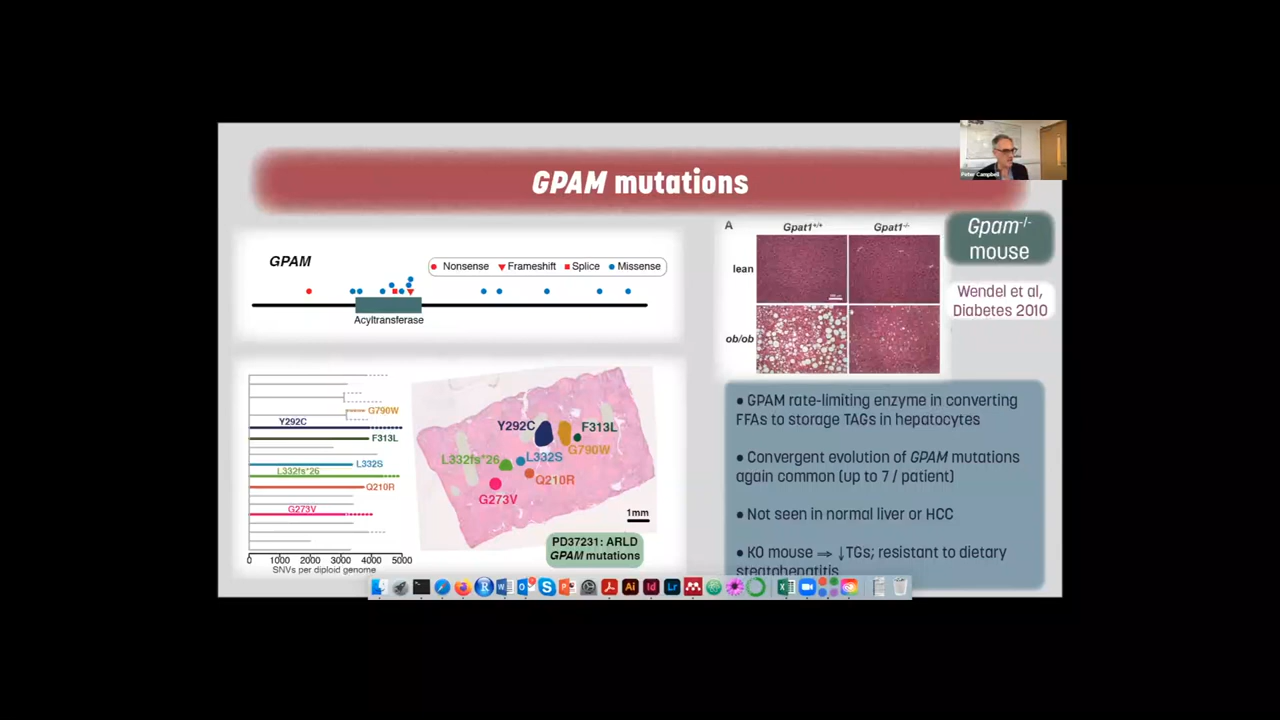 GPAM mutations
Peter Campbell
GPAM
Nonsense Frameshift Splice Missense
Acyltransferase
A
Gpat1+/+ Gpat1-/-
lean
ob/ob
Gpam-/-
mouse
Wendel et al,
Diabetes 2010
G790W
Y292C
F313L
L332S
L332fs*26
Q210R
G273V
0 1000 2000 3000 4000 5000
SNVs per diploid genome
Y292C
F313L
G790W
L332fs*26
L332S
Q210R
G273V
1mm
PD37231: ARLD
GPAM mutations
● GPAM rate-limiting enzyme in converting
FFAs to storage TAGs in hepatocytes
● Convergent evolution of GPAM mutations
again common (up to 7 / patient)
● Not seen in normal liver or HCC
● KO mouse ⇒ ↓TGs; resistant to dietary
steatohepatitis